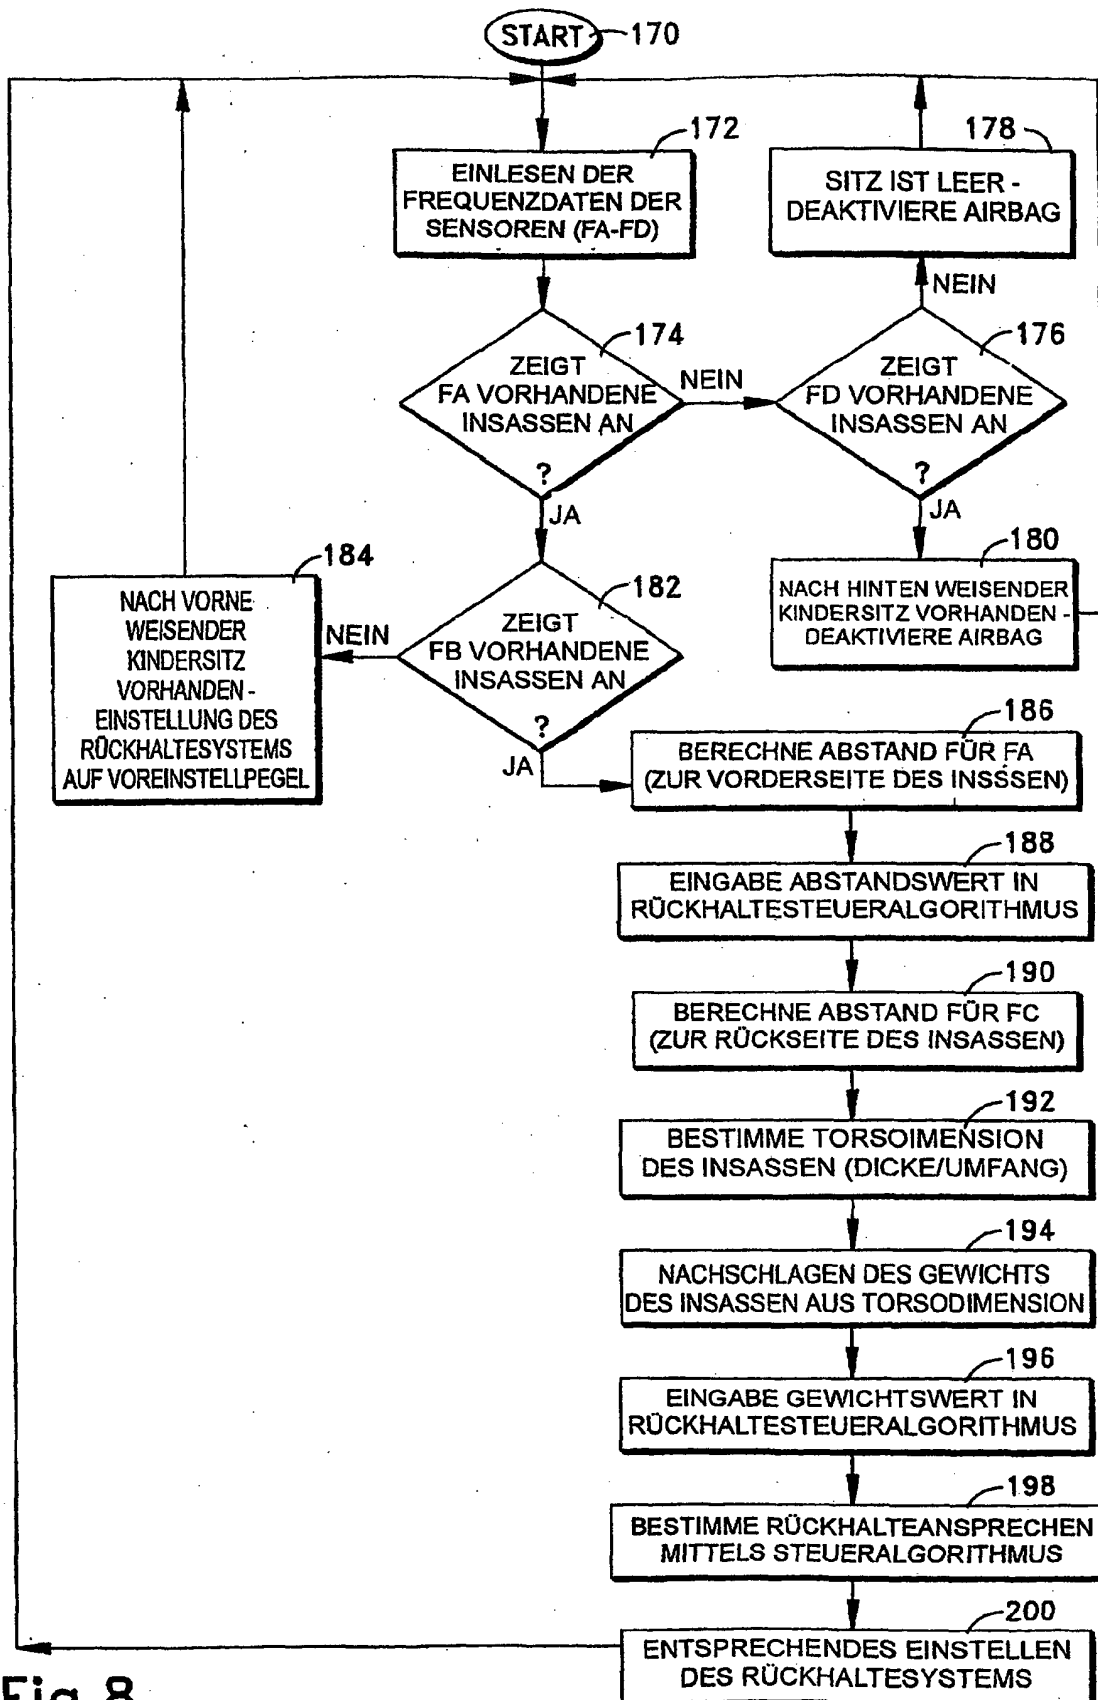 START
170
172
EINLESEN DER
FREQUENZDATEN DER
SENSOREN (FA-FD)
178
SITZ IST LEER -
DEAKTIVIERE AIRBAG
NEIN
174
ZEIGT
FA VORHANDENE
INSASSEN AN
?
NEIN
176
ZEIGT
FD VORHANDENE
INSASSEN AN
?
JA
JA
180
NACH HINTEN WEISENDER
KINDERSITZ VORHANDEN -
DEAKTIVIERE AIRBAG
184
NACH VORNE
WEISENDER
KINDERSITZ
VORHANDEN -
EINSTELLUNG DES
RÜCKHALTESYSTEMS
AUF VOREINSTELLPEGEL
NEIN
182
ZEIGT
FB VORHANDENE
INSASSEN AN
?
JA
186
BERECHNE ABSTAND FÜR FA
(ZUR VORDERSEITE DES INSSSEN)
188
EINGABE ABSTANDSWERT IN
RÜCKHALTESTEUERALGORITHMUS
190
BERECHNE ABSTAND FÜR FC
(ZUR RÜCKSEITE DES INSASSEN)
192
BESTIMME TORSOIMENSION
DES INSASSEN (DICKE/UMFANG)
194
NACHSCHLAGEN DES GEWICHTS
DES INSASSEN AUS TORSODIMENSION
196
EINGABE GEWICHTSWERT IN
RÜCKHALTESTEUERALGORITHMUS
198
BESTIMME RÜCKHALTEANSPRECHEN
MITTELS STEUERALGORITHMUS
200
ENTSPRECHENDES EINSTELLEN
DES RÜCKHALTESYSTEMS
Fig. 8